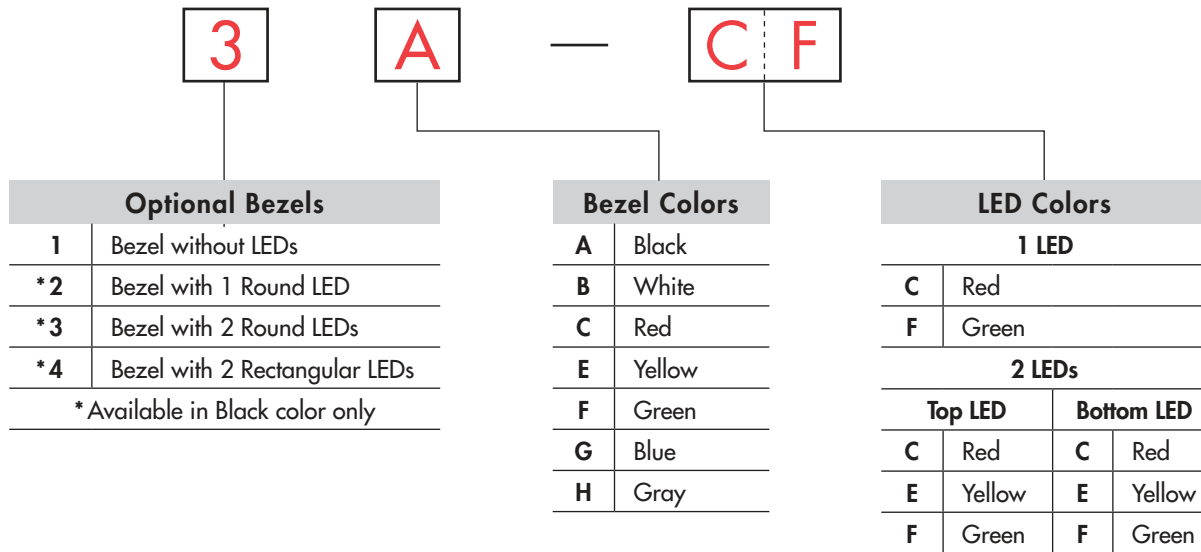 3 A — C F
Optional Bezels
1 Bezel without LEDs
*2 Bezel with 1 Round LED
*3 Bezel with 2 Round LEDs
*4 Bezel with 2 Rectangular LEDs
*Available in Black color only
Bezel Colors
A Black
B White
C Red
E Yellow
F Green
G Blue
H Gray
LED Colors
1 LED
C Red
F Green
2 LEDs
Top LED Bottom LED
C Red C Red
E Yellow E Yellow
F Green F Green